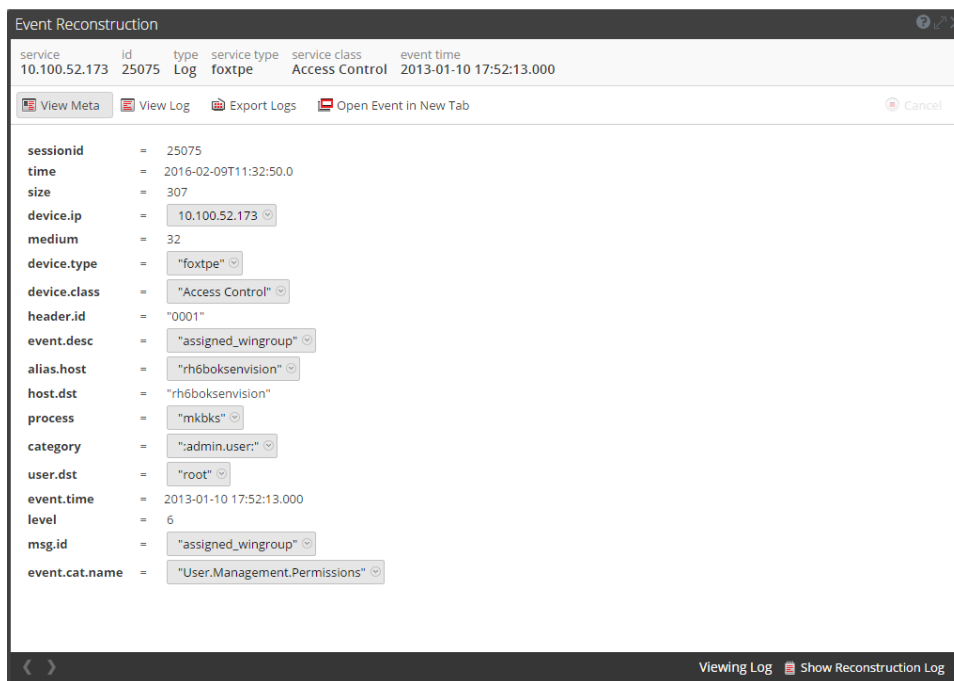 Event Reconstruction
service id type service type service class event time
10.100.52.173 25075 Log foxtpe Access Control 2013-01-10 17:52:13.000
View Meta View Log Export Logs Open Event in New Tab Cancel
sessionid = 25075
time = 2016-02-09T11:32:50.0
size = 307
device.ip = 10.100.52.173
medium = 32
device.type = "foxtpe"
device.class = "Access Control"
header.id = "0001"
event.desc = "assigned_wingroup"
alias.host = "rh6boksenvision"
host.dst = "rh6boksenvision"
process = "mkbks"
category = ":admin.user:"
user.dst = "root"
event.time = 2013-01-10 17:52:13.000
level = 6
msg.id = "assigned_wingroup"
event.cat.name = "User.Management.Permissions"
Viewing Log Show Reconstruction Log